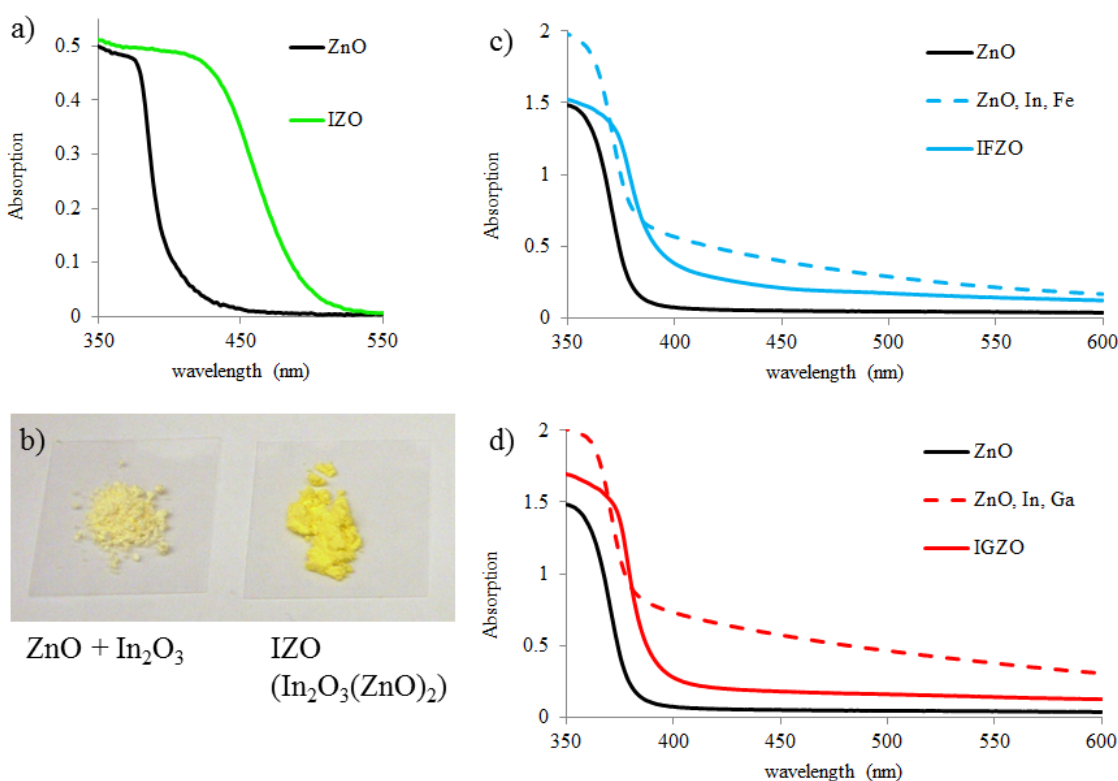 a)
0.5
0.4
0.3
0.2
0.1
0
Absorption
350
450
550
wavelength (nm)
ZnO
IZO
c)
2
1.5
1
0.5
0
Absorption
350
400
450
500
550
600
wavelength (nm)
ZnO
ZnO, In, Fe
IFZO
b)
ZnO + In₂O₃
IZO
(In₂O₃(ZnO)₂)
d)
2
1.5
1
0.5
0
Absorption
350
400
450
500
550
600
wavelength (nm)
ZnO
ZnO, In, Ga
IGZO